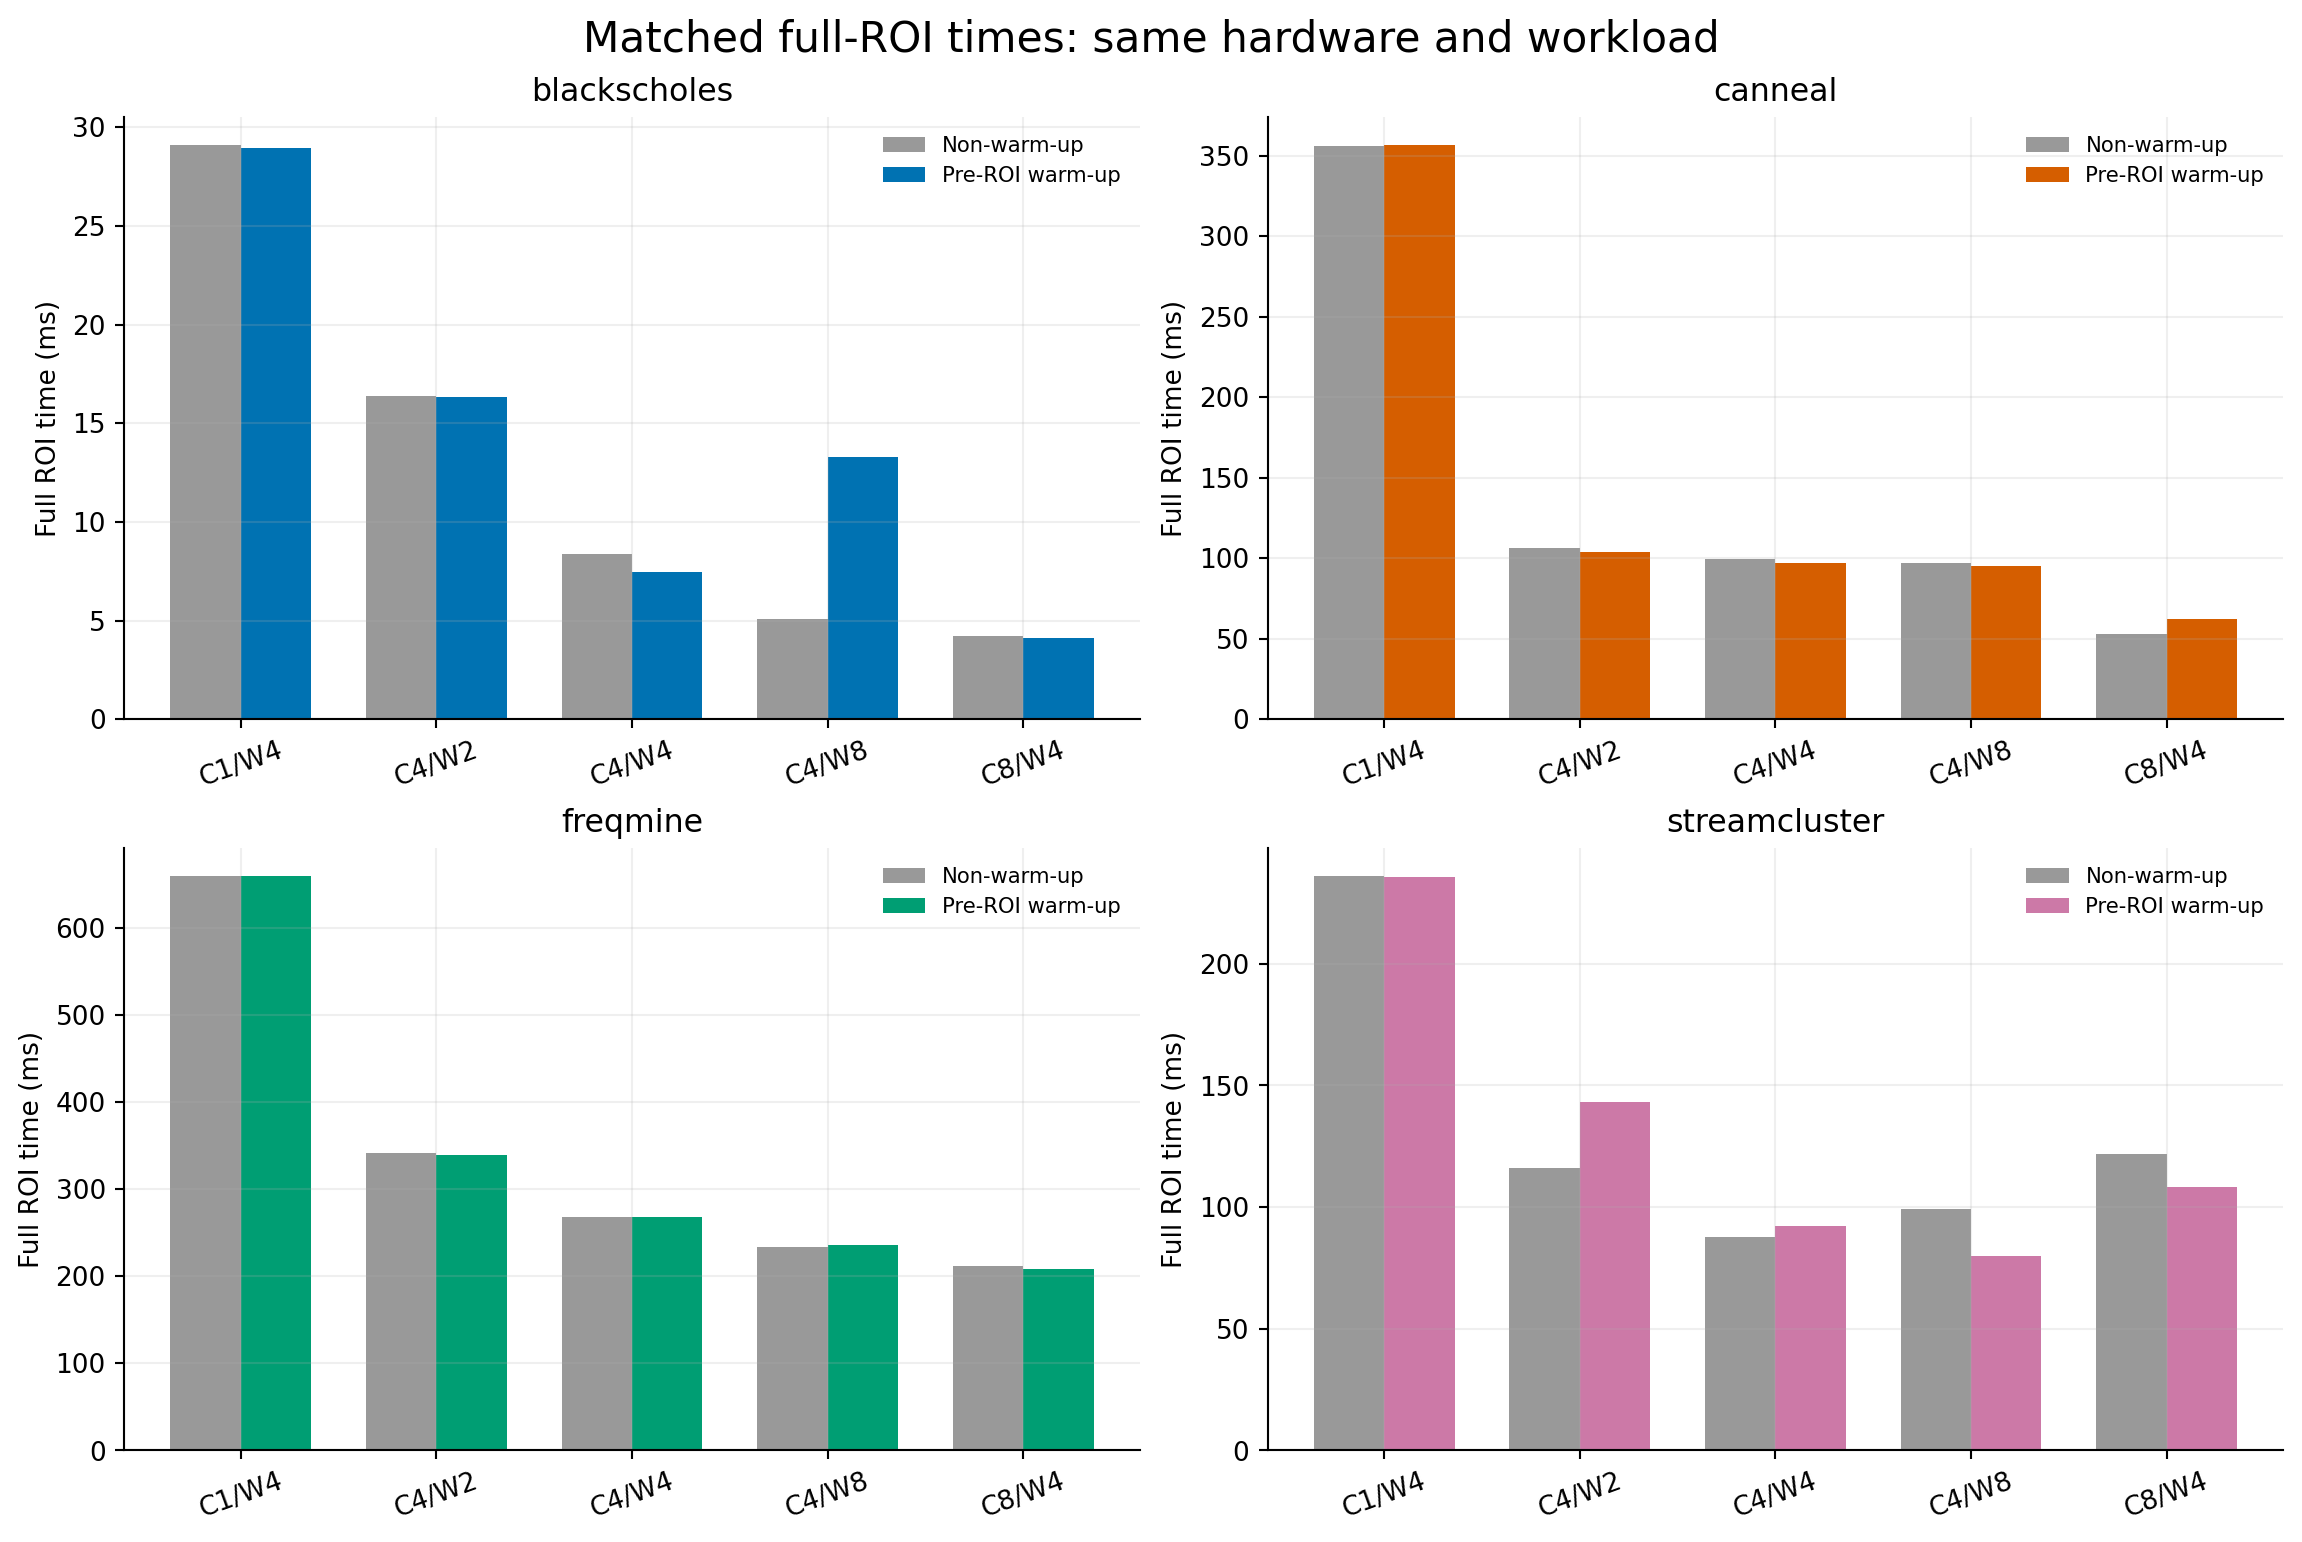 Matched full-ROI times: same hardware and workload
blackscholes
Full ROI time (ms)
30
25
20
15
10
5
0
Non-warm-up
Pre-ROI warm-up
C1/W4
C4/W2
C4/W4
C4/W8
C8/W4
canneal
Full ROI time (ms)
350
300
250
200
150
100
50
0
Non-warm-up
Pre-ROI warm-up
C1/W4
C4/W2
C4/W4
C4/W8
C8/W4
freqmine
Full ROI time (ms)
600
500
400
300
200
100
0
Non-warm-up
Pre-ROI warm-up
C1/W4
C4/W2
C4/W4
C4/W8
C8/W4
streamcluster
Full ROI time (ms)
200
150
100
50
0
Non-warm-up
Pre-ROI warm-up
C1/W4
C4/W2
C4/W4
C4/W8
C8/W4